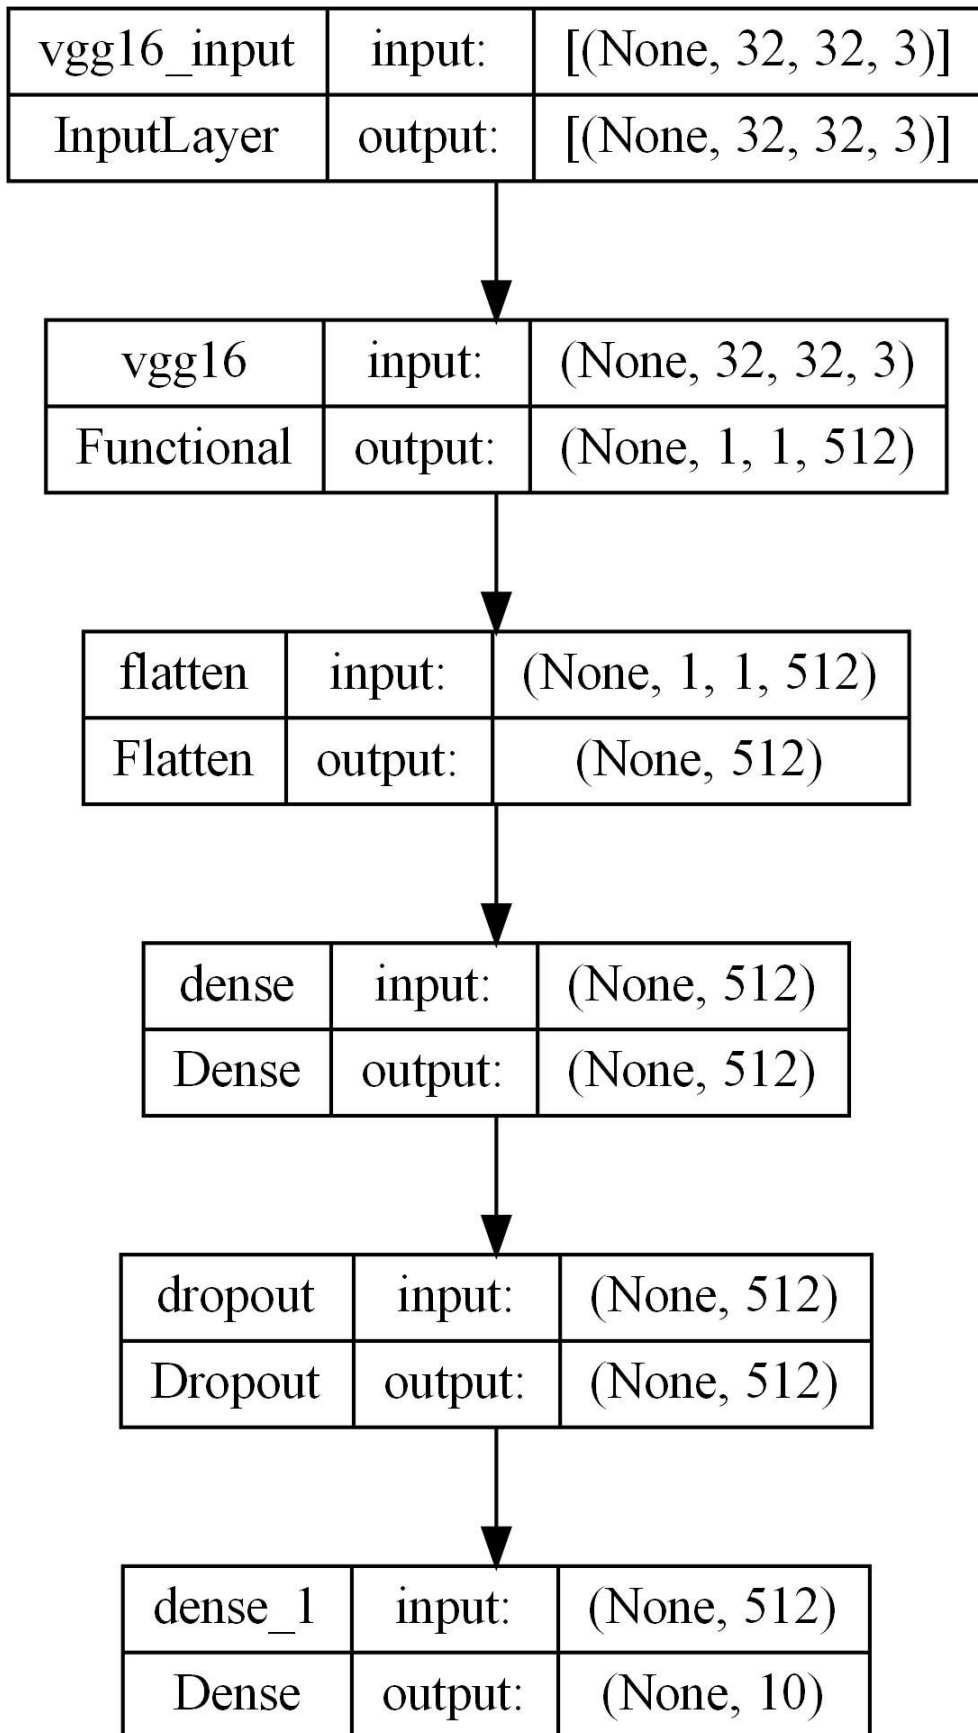 vgg16_input input: [(None, 32, 32, 3)]
InputLayer output: [(None, 32, 32, 3)]
vgg16 input: (None, 32, 32, 3)
Functional output: (None, 1, 1, 512)
flatten input: (None, 1, 1, 512)
Flatten output: (None, 512)
dense input: (None, 512)
Dense output: (None, 512)
dropout input: (None, 512)
Dropout output: (None, 512)
dense_1 input: (None, 512)
Dense output: (None, 10)